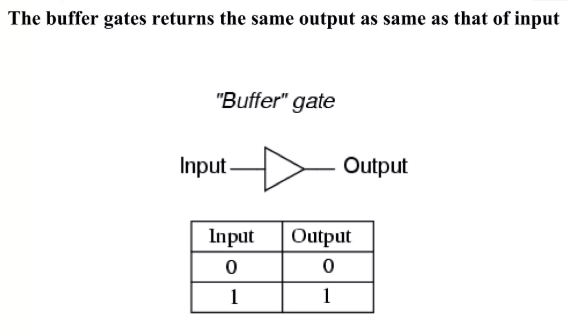 The buffer gates returns the same output as same as that of input
"Buffer" gate
Input Output
Input Output
0 0
1 1